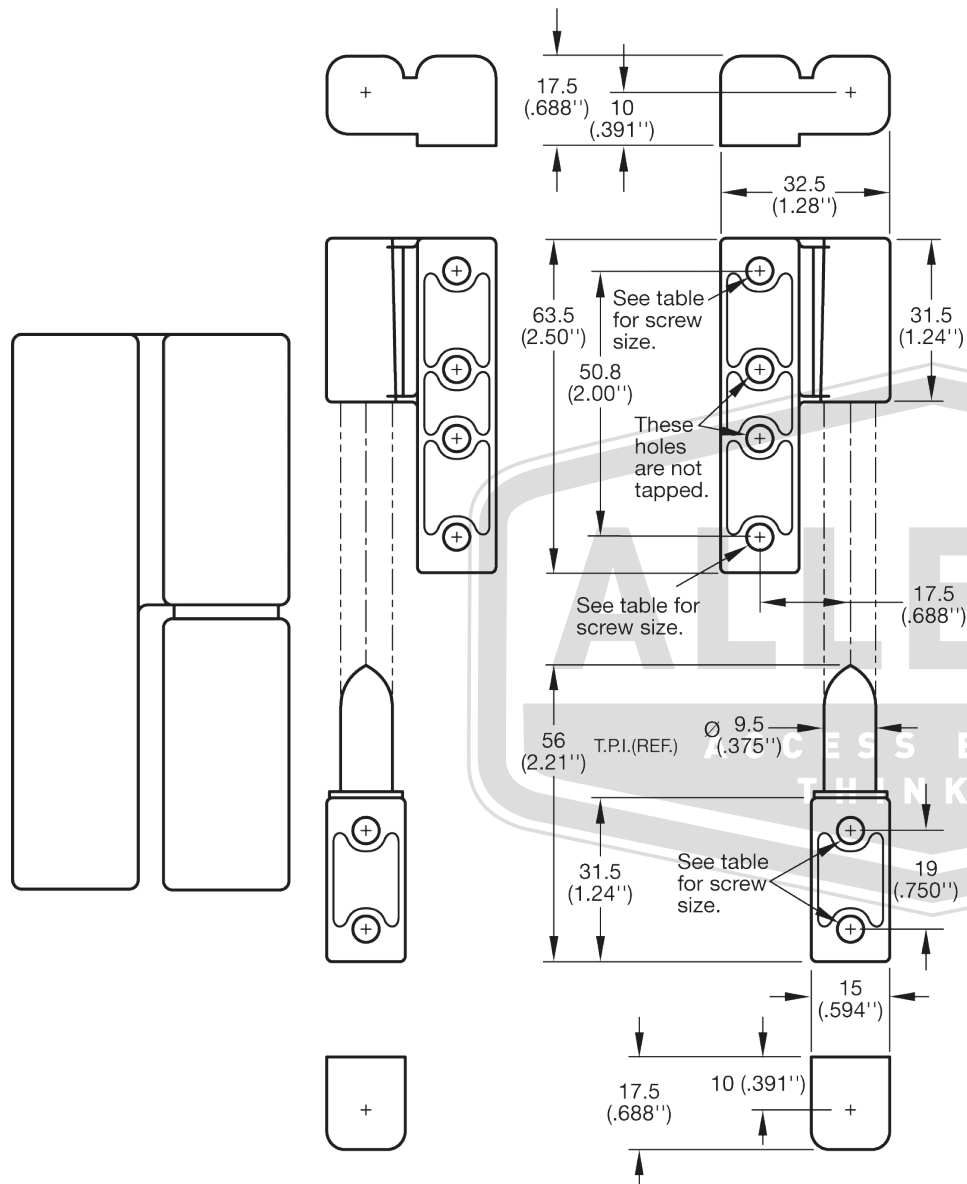 17.5
(.688'')
10
(.391'')
32.5
(1.28'')
63.5
(2.50'')
50.8
(2.00'')
See table
for screw
size.
31.5
(1.24'')
These
holes
are not
tapped.
See table for
screw size.
17.5
(.688'')
ALLE
56
(2.21'')
T.P.I.(REF.)
Ø 9.5
(.375'')
ACCESS
THINK
31.5
(1.24'')
See table
for screw
size.
19
(.750'')
15
(.594'')
17.5
(.688'')
10 (.391'')